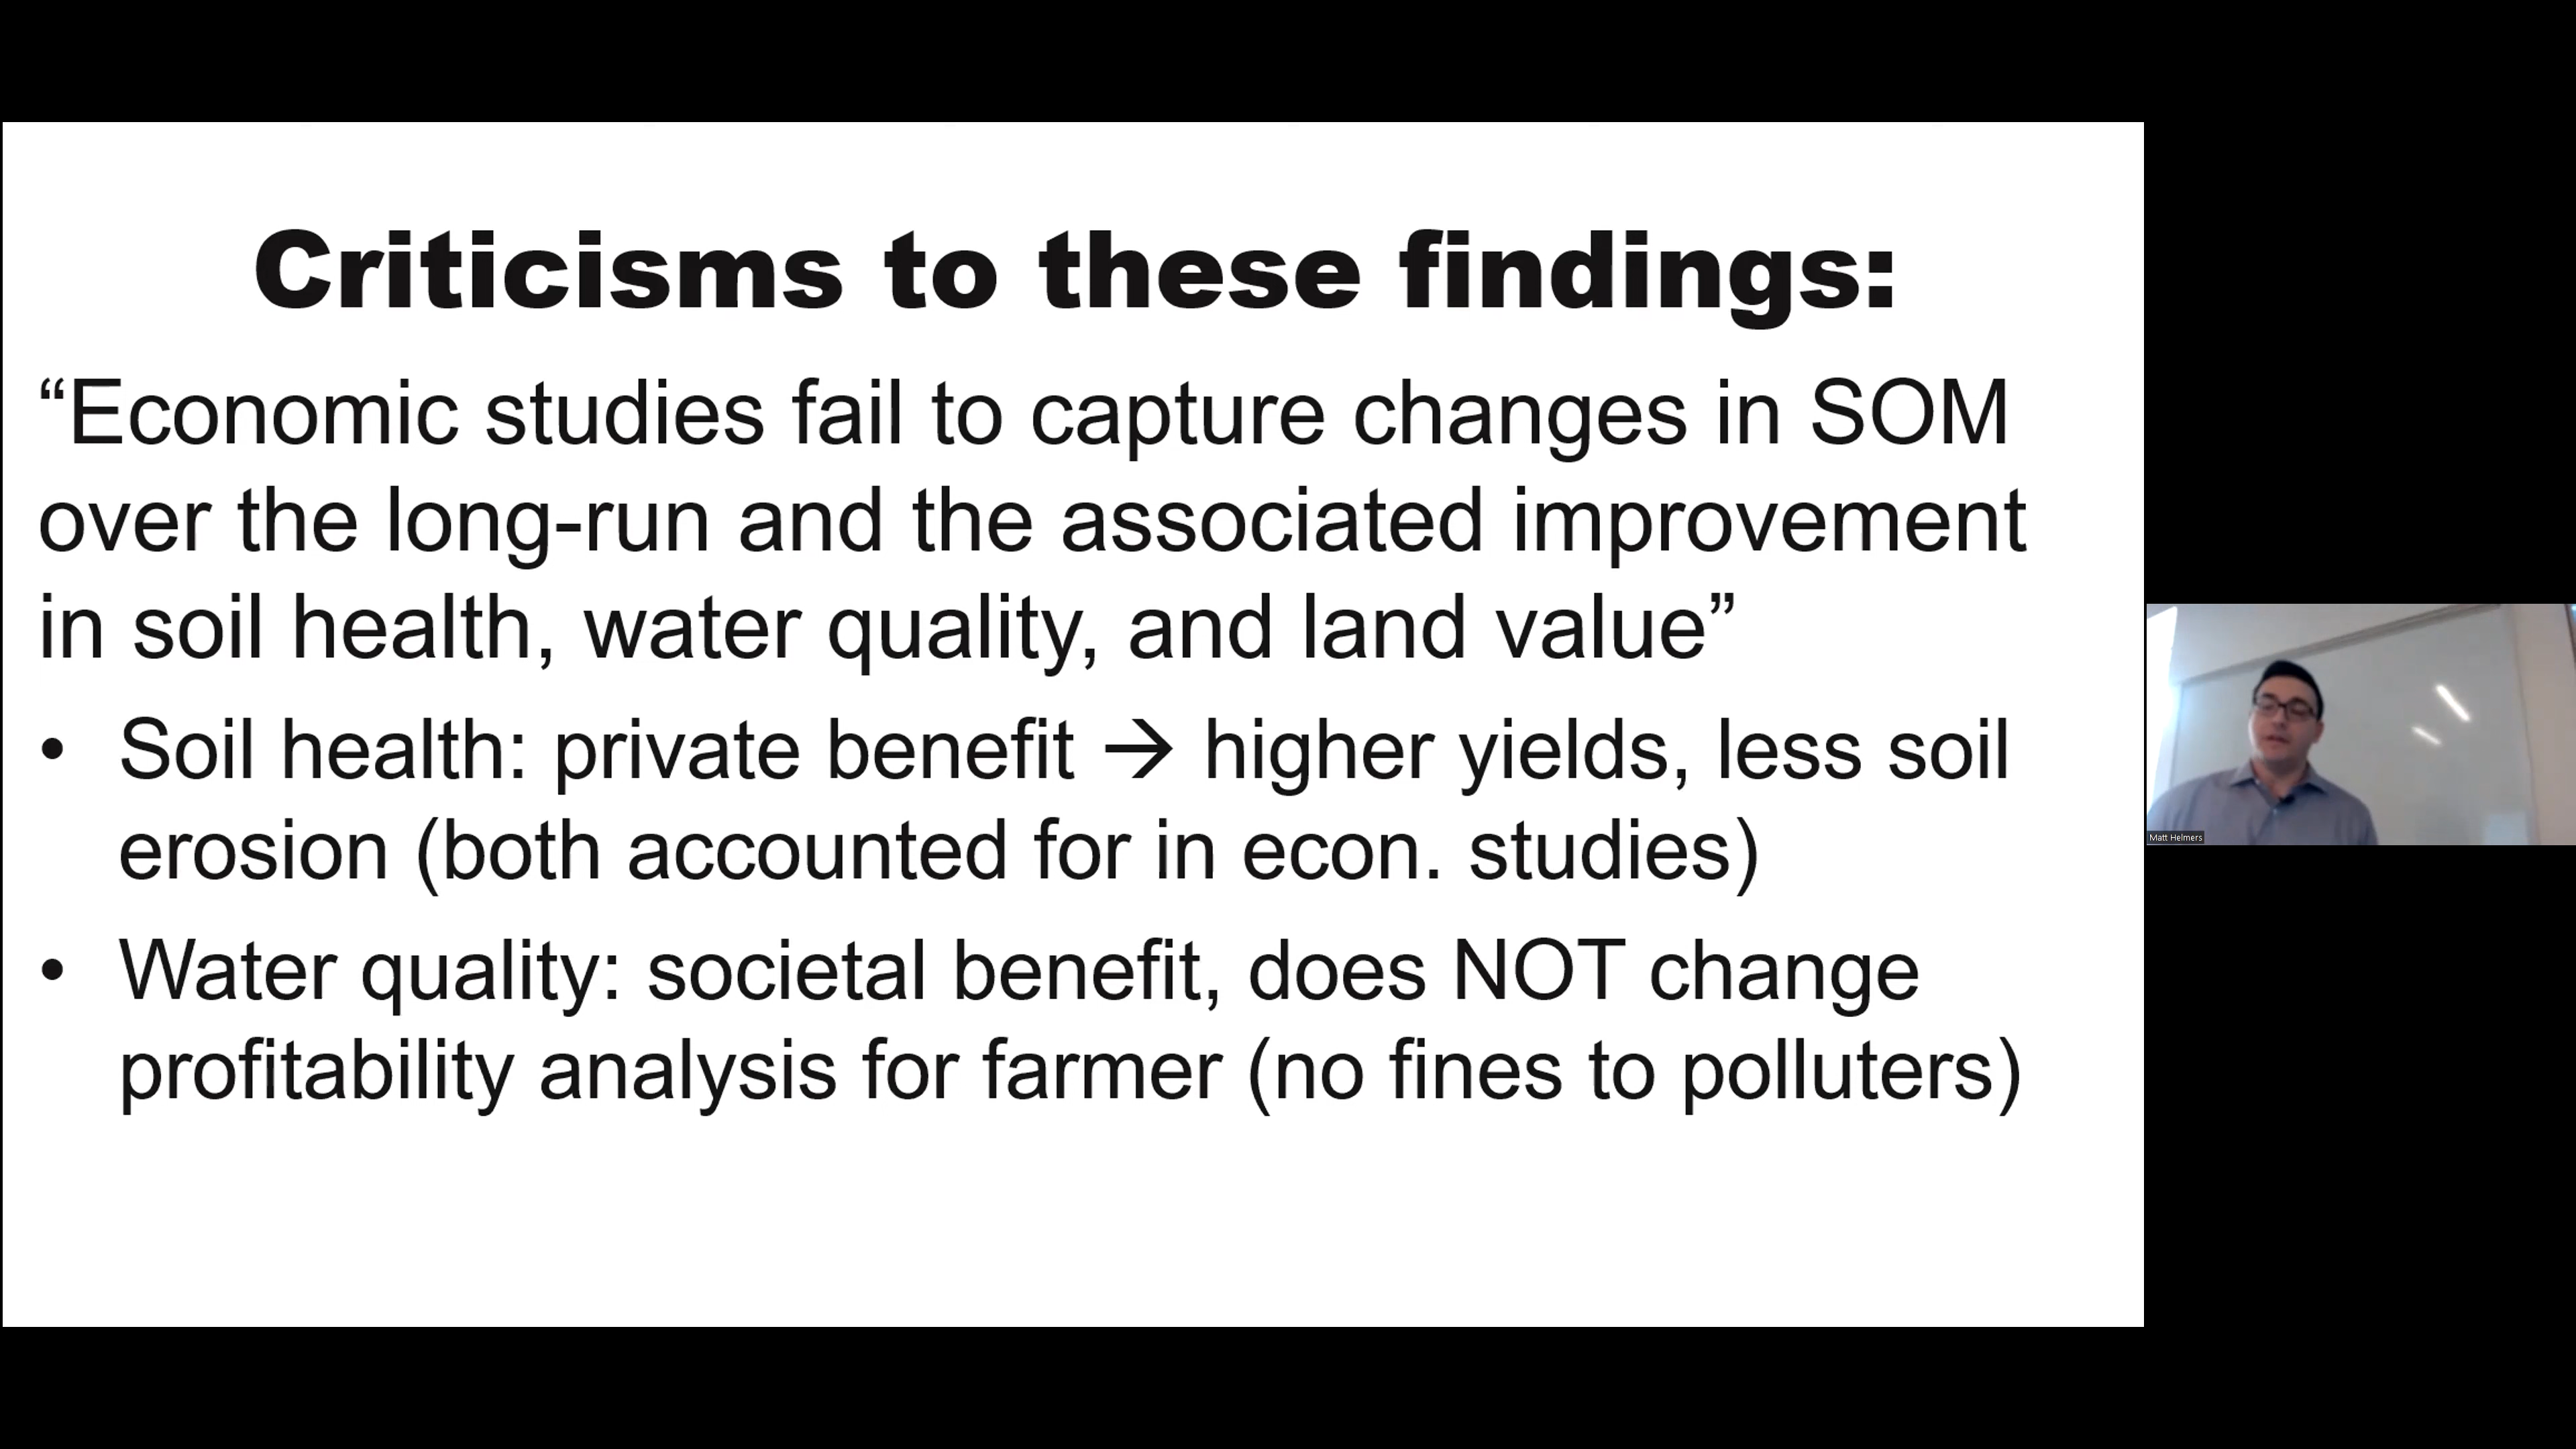 Criticisms to these findings:
“Economic studies fail to capture changes in SOM
over the long-run and the associated improvement
in soil health, water quality, and land value”
• Soil health: private benefit → higher yields, less soil
erosion (both accounted for in econ. studies)
• Water quality: societal benefit, does NOT change
profitability analysis for farmer (no fines to polluters)
Matt Helmers